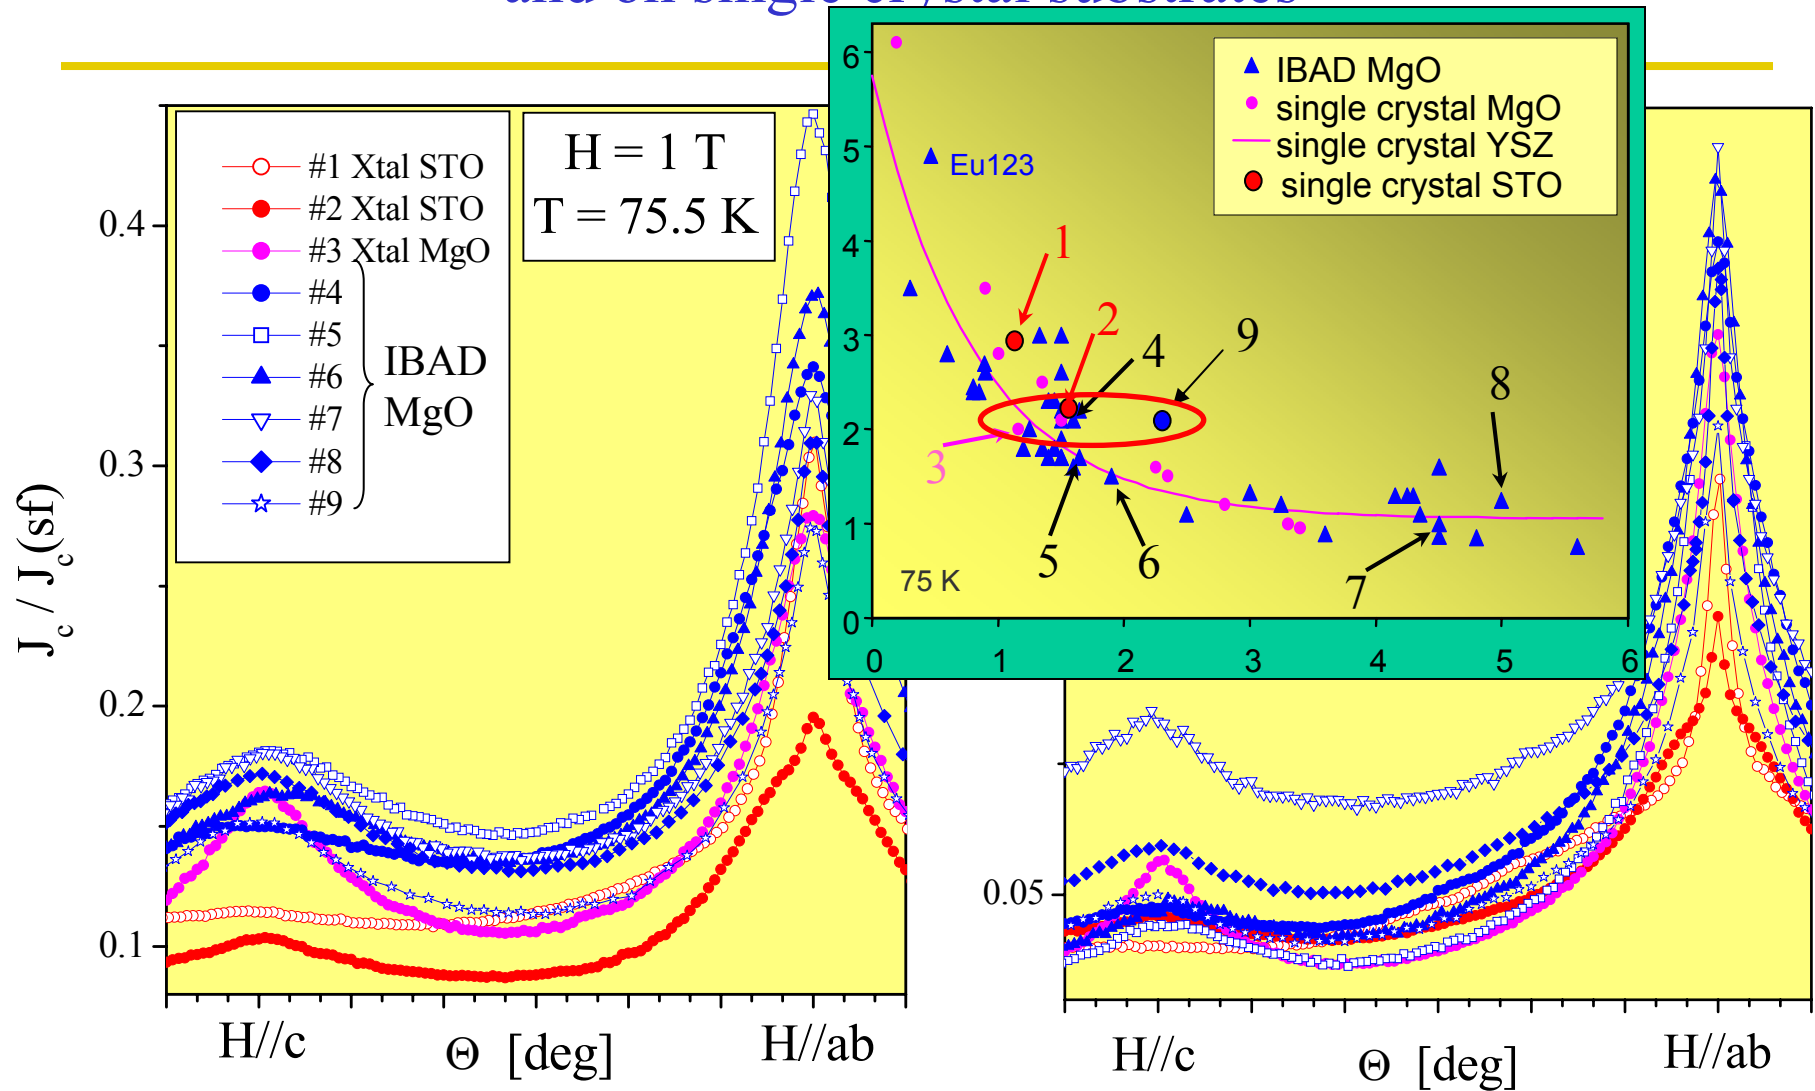 and on single crystal substrates
#1 Xtal STO
#2 Xtal STO
#3 Xtal MgO
#4
#5
#6
#7
#8
#9
IBAD
MgO
H = 1 T
T = 75.5 K
0.4
0.3
0.2
0.1
J_c / J_c(sf)
H//c
Θ [deg]
H//ab
IBAD MgO
single crystal MgO
single crystal YSZ
single crystal STO
Eu123
1
2
3
4
5
6
7
8
9
75 K
6
5
4
3
2
1
0
0 1 2 3 4 5 6
0.05
H//c
Θ [deg]
H//ab